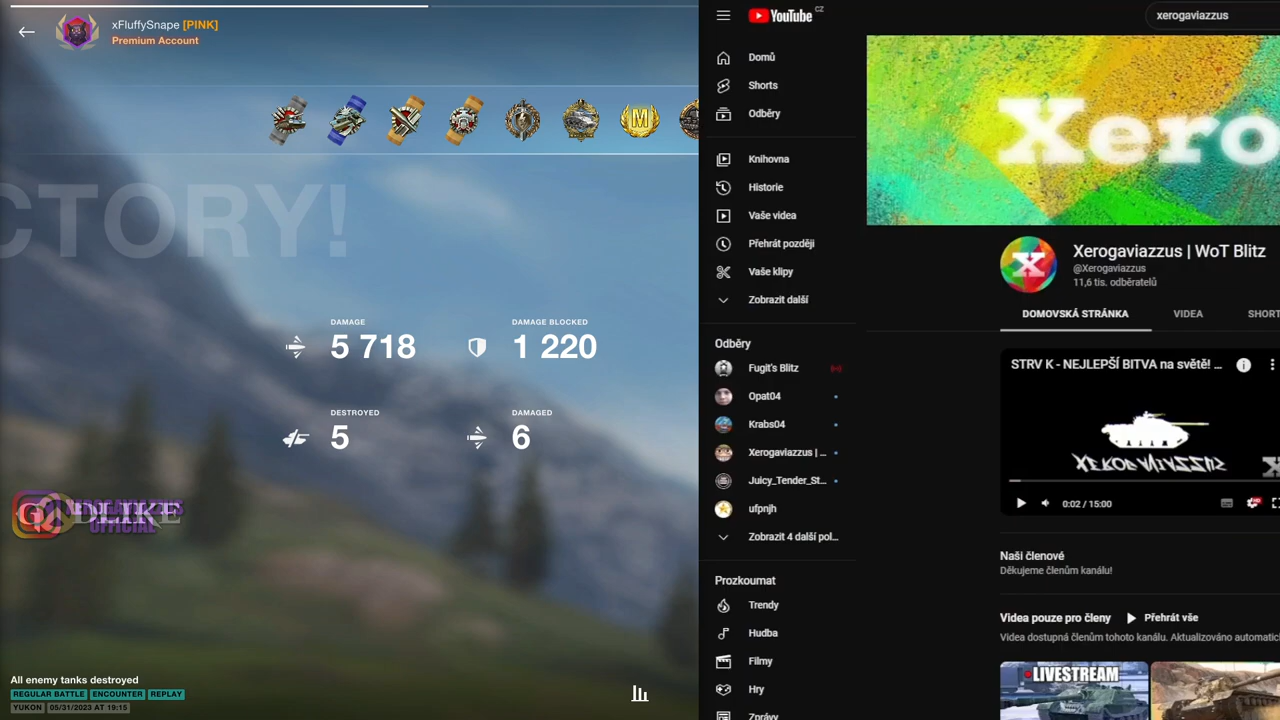 xFluffySnape [PINK]
Premium Account
CTORY!
DAMAGE
5 718
DAMAGE BLOCKED
1 220
DESTROYED
5
DAMAGED
6
GODLIKE
OFFICIAL
All enemy tanks destroyed
REGULAR BATTLE ENCOUNTER REPLAY
YUKON 05/31/2023 AT 19:15
YouTube CZ
xerogaviazzus
Domů
Shorts
Odběry
Knihovna
Historie
Vaše videa
Přehrát později
Vaše klipy
Zobrazit další
Odběry
Fugit's Blitz
Opat04
Krabs04
Xerogaviazzus | ...
Juicy_Tender_St...
ufpnjh
Zobrazit 4 další pol...
Prozkoumat
Trendy
Hudba
Filmy
Hry
Zprávy
Xero
X
Xerogaviazzus | WoT Blitz
@Xerogaviazzus
11,6 tis. odběratelů
DOMOVSKÁ STRÁNKA VIDEA SHORT
STRV K - NEJLEPŠÍ BITVA na světě! ...
0:02 / 15:00
Naši členové
Děkujeme členům kanálu!
Videa pouze pro členy Přehrát vše
Videa dostupná členům tohoto kanálu. Aktualizováno automatic
LIVESTREAM